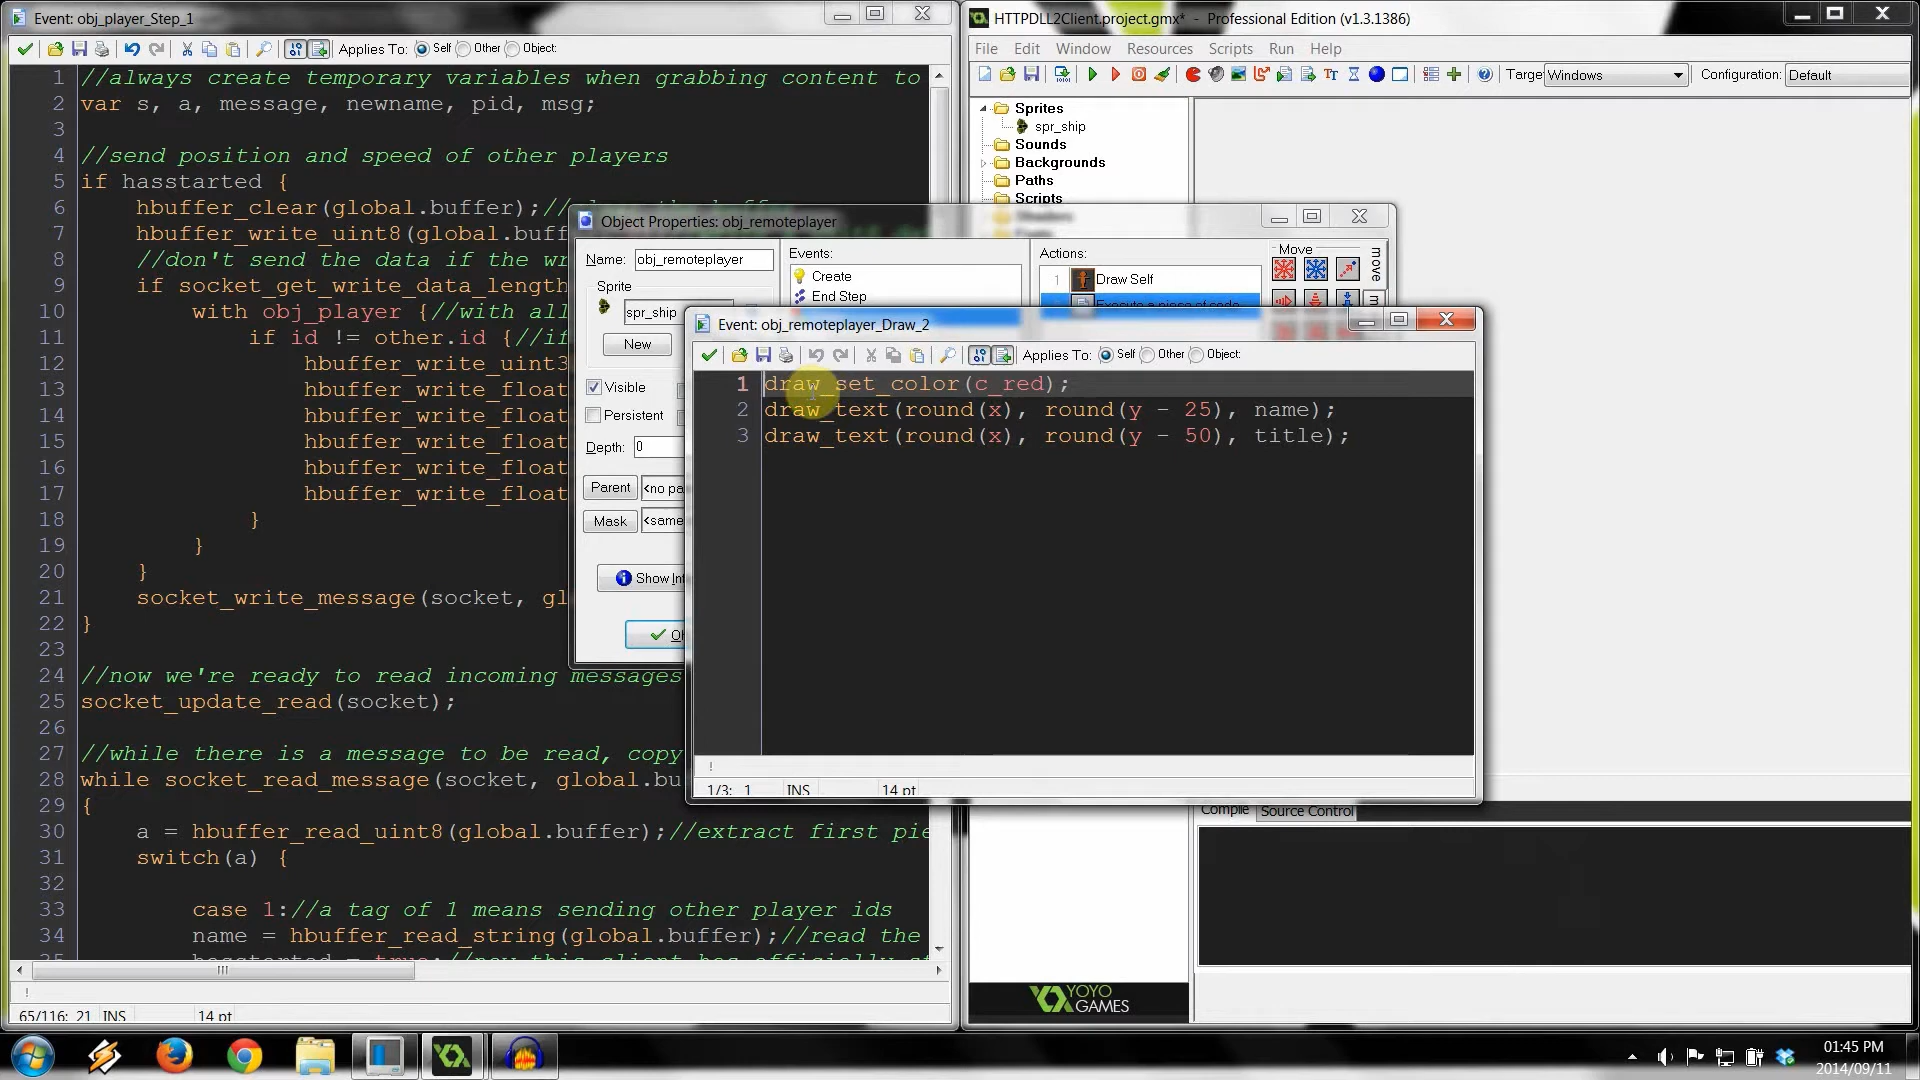 Event: obj_player_Step_1
Applies To: Self Other Object:
1 //always create temporary variables when grabbing content to
2 var s, a, message, newname, pid, msg;
3
4 //send position and speed of other players
5 if hasstarted {
6 hbuffer_clear(global.buffer);//
7 hbuffer_write_uint8(global.buff
8 //don't send the data if the wr
9 if socket_get_write_data_length
10 with obj_player {//with all
11 if id != other.id {//if
12 hbuffer_write_uint3
13 hbuffer_write_float
14 hbuffer_write_float
15 hbuffer_write_float
16 hbuffer_write_float
17 hbuffer_write_float
18 }
19 }
20 }
21 socket_write_message(socket, gl
22 }
23
24 //now we're ready to read incoming messages
25 socket_update_read(socket);
26
27 //while there is a message to be read, copy
28 while socket_read_message(socket, global.bu
29 {
30 a = hbuffer_read_uint8(global.buffer);//extract first pie
31 switch(a) {
32
33 case 1://a tag of 1 means sending other player ids
34 name = hbuffer_read_string(global.buffer);//read the
65/116: 21 INS 14 pt
HTTPDLL2Client.project.gmx* - Professional Edition (v1.3.1386)
File Edit Window Resources Scripts Run Help
Target Windows Configuration: Default
Sprites
spr_ship
Sounds
Backgrounds
Paths
Scripts
Object Properties: obj_remoteplayer
Name: obj_remoteplayer
Sprite
spr_ship
New
Visible
Persistent
Depth: 0
Parent <no pa
Mask <same
Show Inf
Events:
Create
End Step
Actions:
1 Draw Self
Execute a piece of code
Move
move
Event: obj_remoteplayer_Draw_2
Applies To: Self Other Object:
1 draw_set_color(c_red);
2 draw_text(round(x), round(y - 25), name);
3 draw_text(round(x), round(y - 50), title);
1/3: 1 INS 14 pt
Compile Source Control
YOYO
GAMES
01:45 PM
2014/09/11